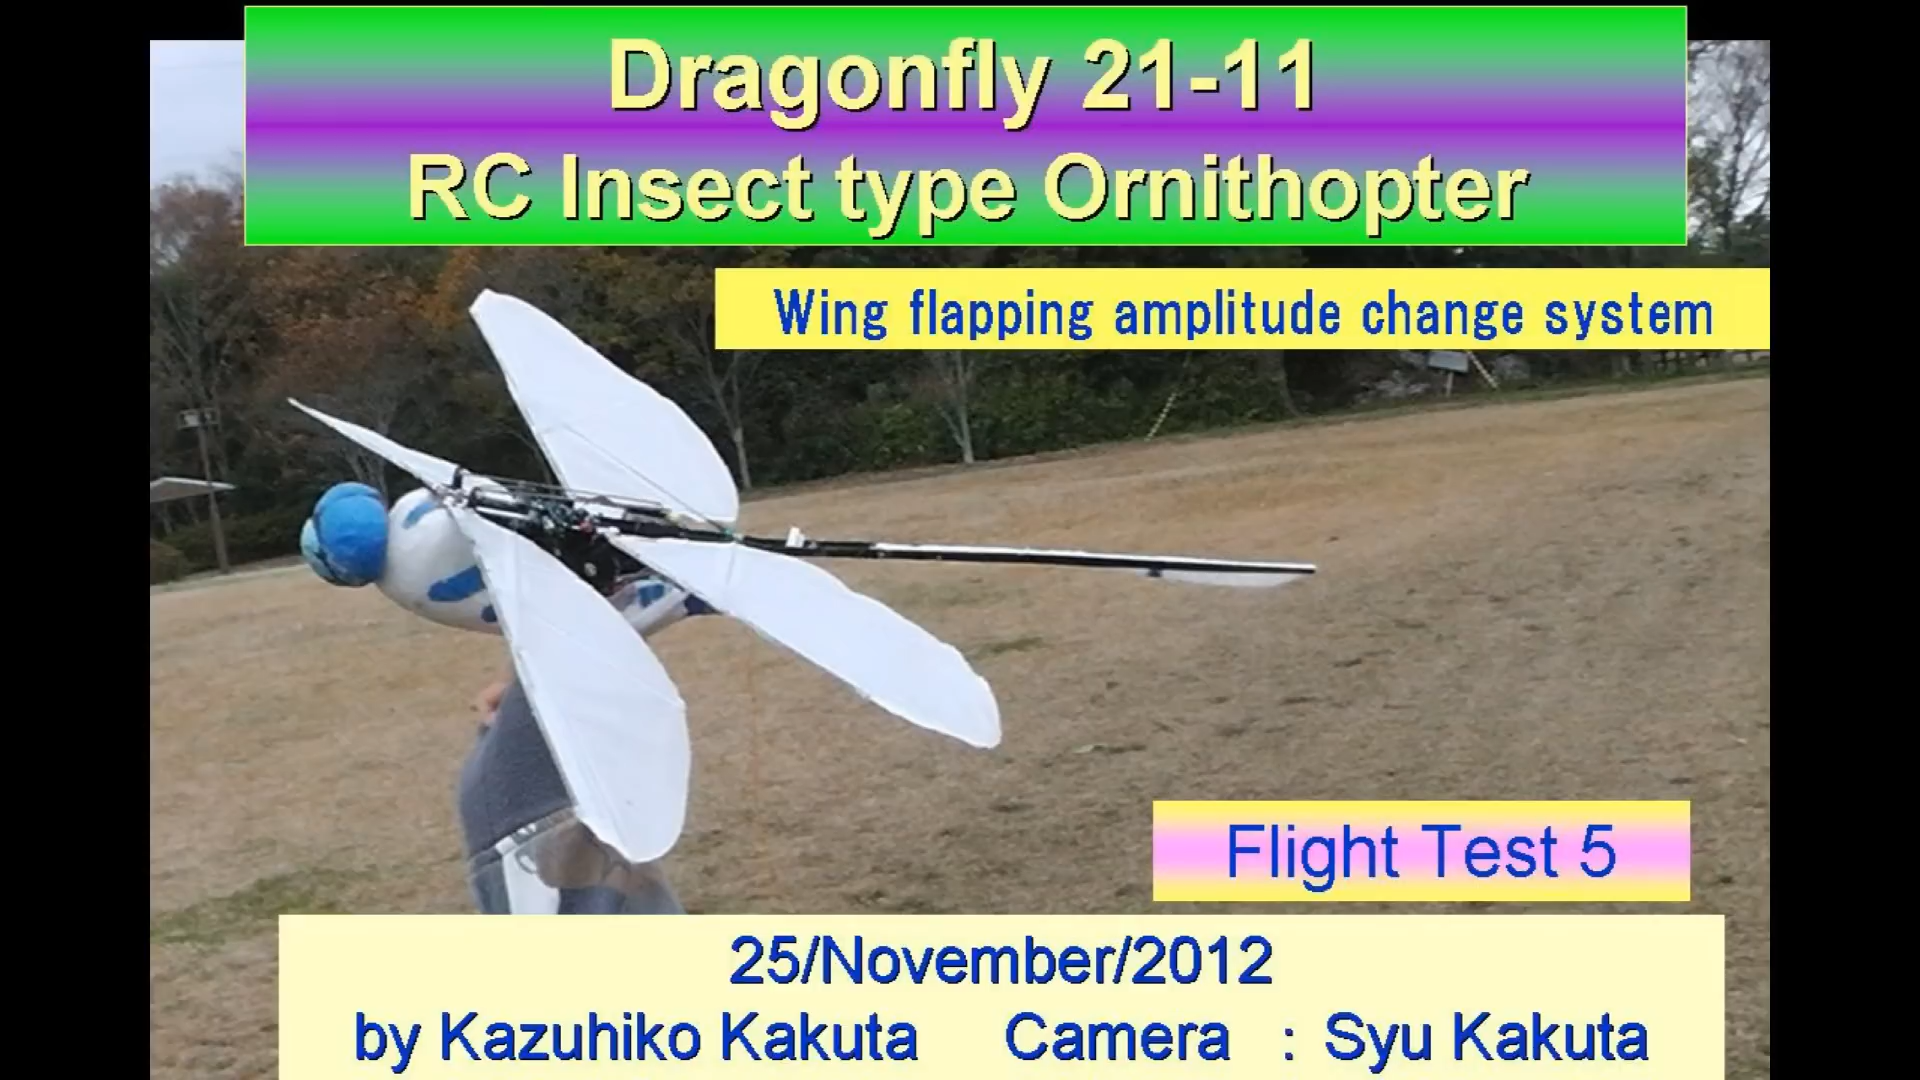 Dragonfly 21-11
RC Insect type Ornithopter
Wing flapping amplitude change system
Flight Test 5
25/November/2012
by Kazuhiko Kakuta Camera : Syu Kakuta